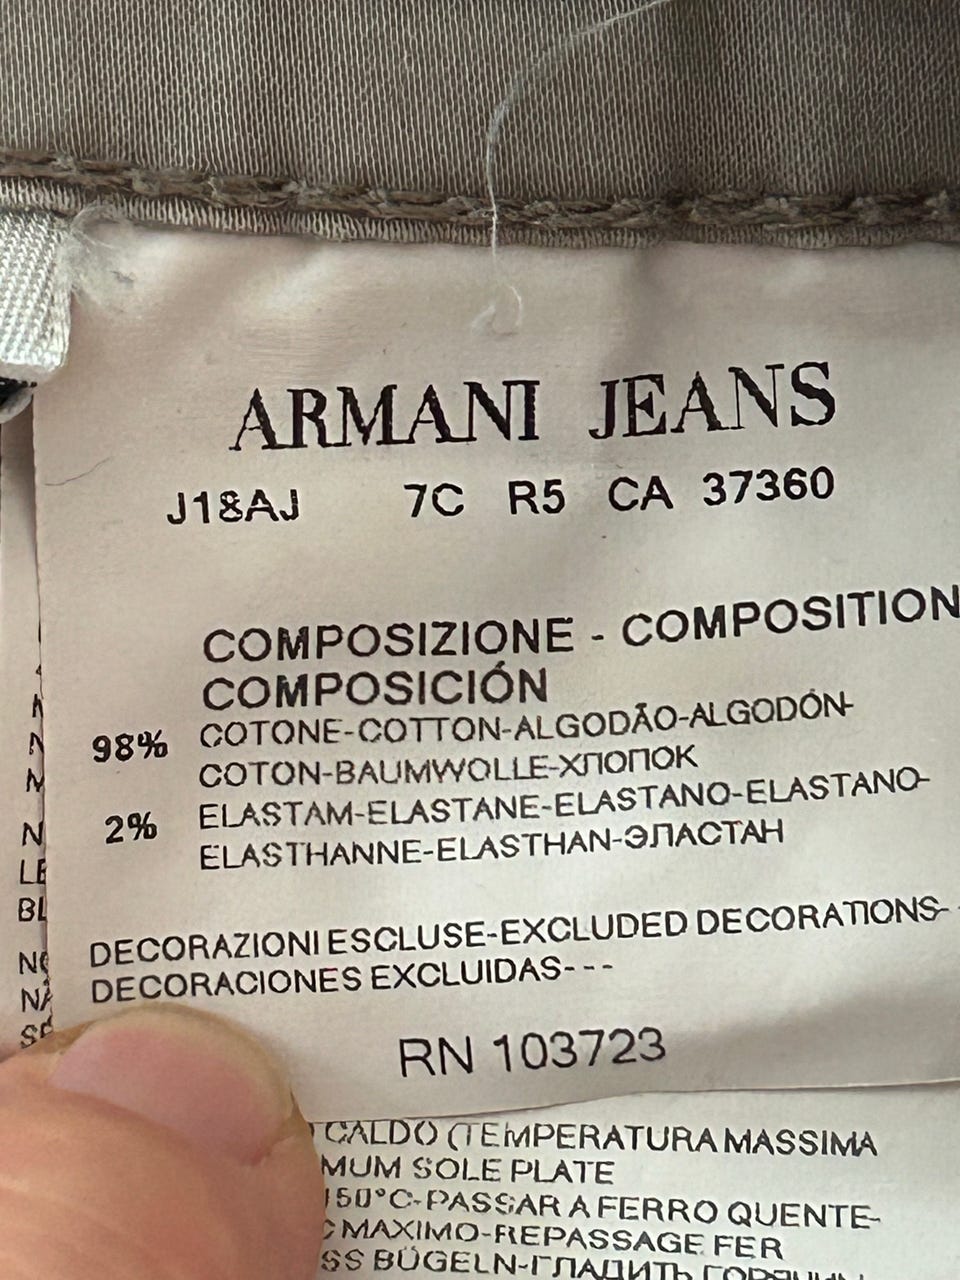 ARMANI JEANS
J18AJ 7C R5 CA 37360
COMPOSIZIONE - COMPOSITION
COMPOSICIÓN
98% COTONE-COTTON-ALGODÃO-ALGODÓN-
COTON-BAUMWOLLE-ХЛОПОК
2% ELASTAM-ELASTANE-ELASTANO-ELASTANO-
ELASTHANNE-ELASTHAN-ЭЛАСТАН
DECORAZIONI ESCLUSE-EXCLUDED DECORATIONS-
DECORACIONES EXCLUIDAS---
RN 103723
CALDO (TEMPERATURA MASSIMA
MUM SOLE PLATE
150°C-PASSAR A FERRO QUENTE-
MAXIMO-REPASSAGE FER
SS BÜGELN-ГЛАДИТЬ